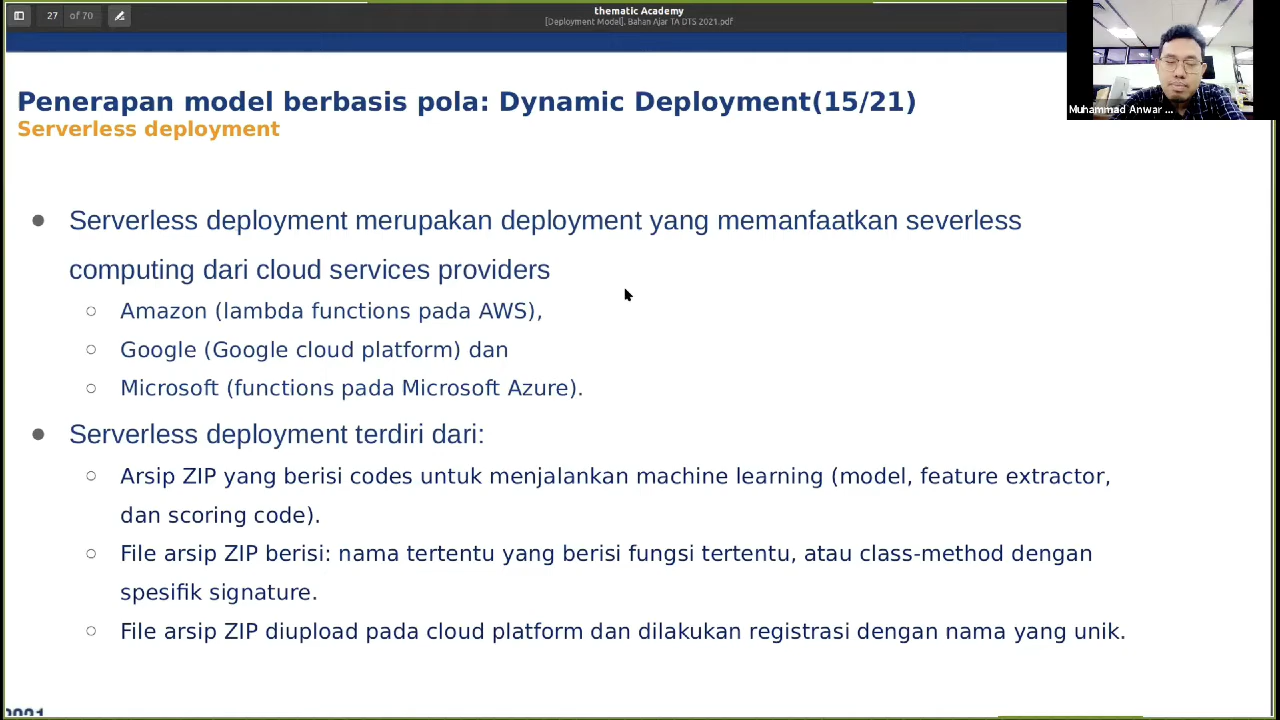 27 of 70
thematic Academy
[Deployment Model]. Bahan Ajar TA DTS 2021.pdf
Muhammad Anwar ...
Penerapan model berbasis pola: Dynamic Deployment(15/21)
Serverless deployment
● Serverless deployment merupakan deployment yang memanfaatkan severless
computing dari cloud services providers
○ Amazon (lambda functions pada AWS),
○ Google (Google cloud platform) dan
○ Microsoft (functions pada Microsoft Azure).
● Serverless deployment terdiri dari:
○ Arsip ZIP yang berisi codes untuk menjalankan machine learning (model, feature extractor,
dan scoring code).
○ File arsip ZIP berisi: nama tertentu yang berisi fungsi tertentu, atau class-method dengan
spesifik signature.
○ File arsip ZIP diupload pada cloud platform dan dilakukan registrasi dengan nama yang unik.
2021